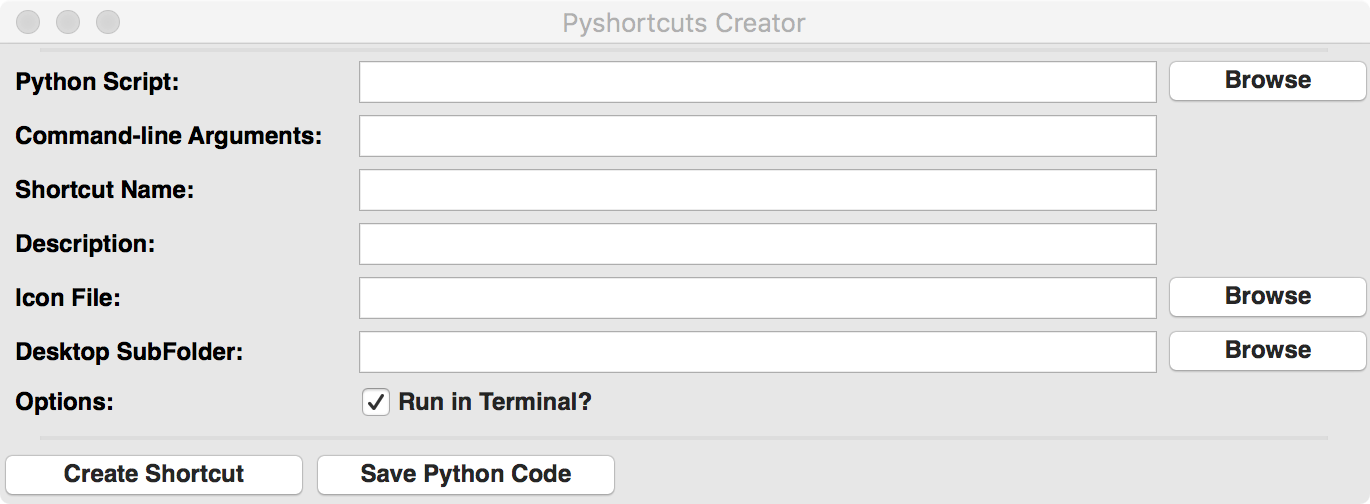 Pyshortcuts Creator
Python Script: Browse
Command-line Arguments:
Shortcut Name:
Description:
Icon File: Browse
Desktop SubFolder: Browse
Options: Run in Terminal?
Create Shortcut Save Python Code